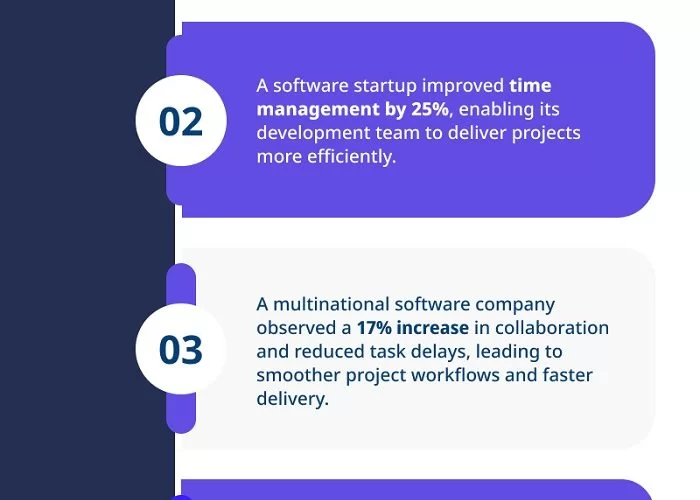 02
A software startup improved time
management by 25%, enabling its
development team to deliver projects
more efficiently.
03
A multinational software company
observed a 17% increase in collaboration
and reduced task delays, leading to
smoother project workflows and faster
delivery.